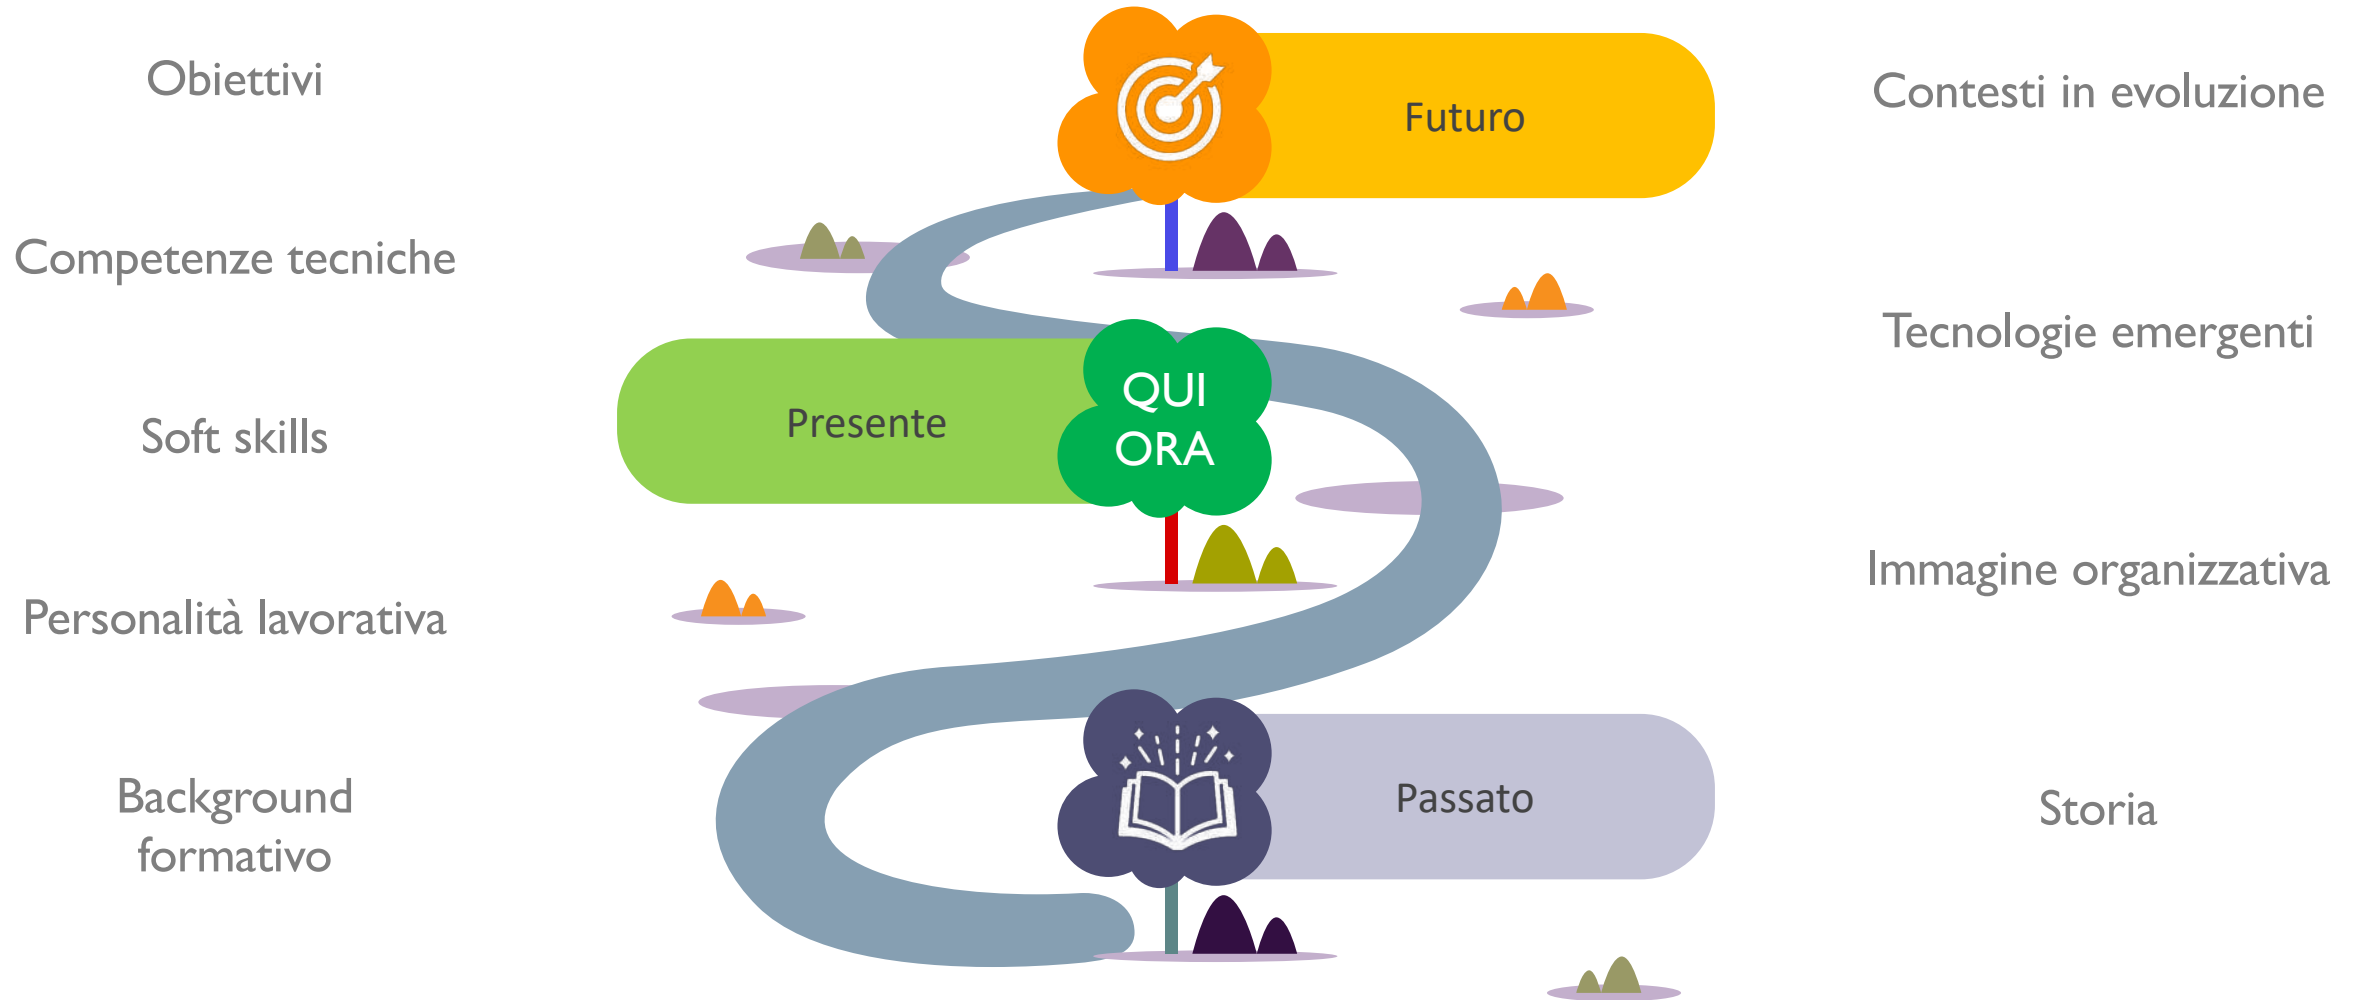 Obiettivi
Competenze tecniche
Soft skills
Personalità lavorativa
Background
formativo
Futuro
Presente
QUI
ORA
Passato
Contesti in evoluzione
Tecnologie emergenti
Immagine organizzativa
Storia